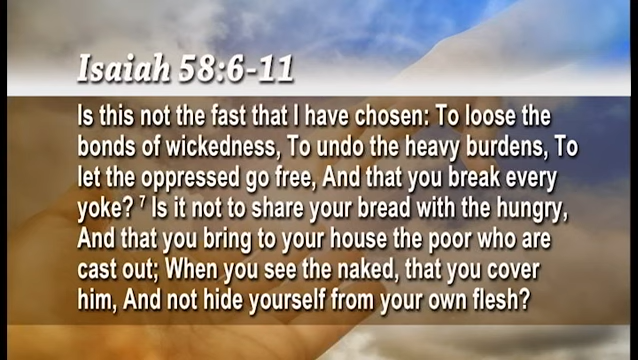 Isaiah 58:6-11
Is this not the fast that I have chosen: To loose the
bonds of wickedness, To undo the heavy burdens, To
let the oppressed go free, And that you break every
yoke? ⁷ Is it not to share your bread with the hungry,
And that you bring to your house the poor who are
cast out; When you see the naked, that you cover
him, And not hide yourself from your own flesh?